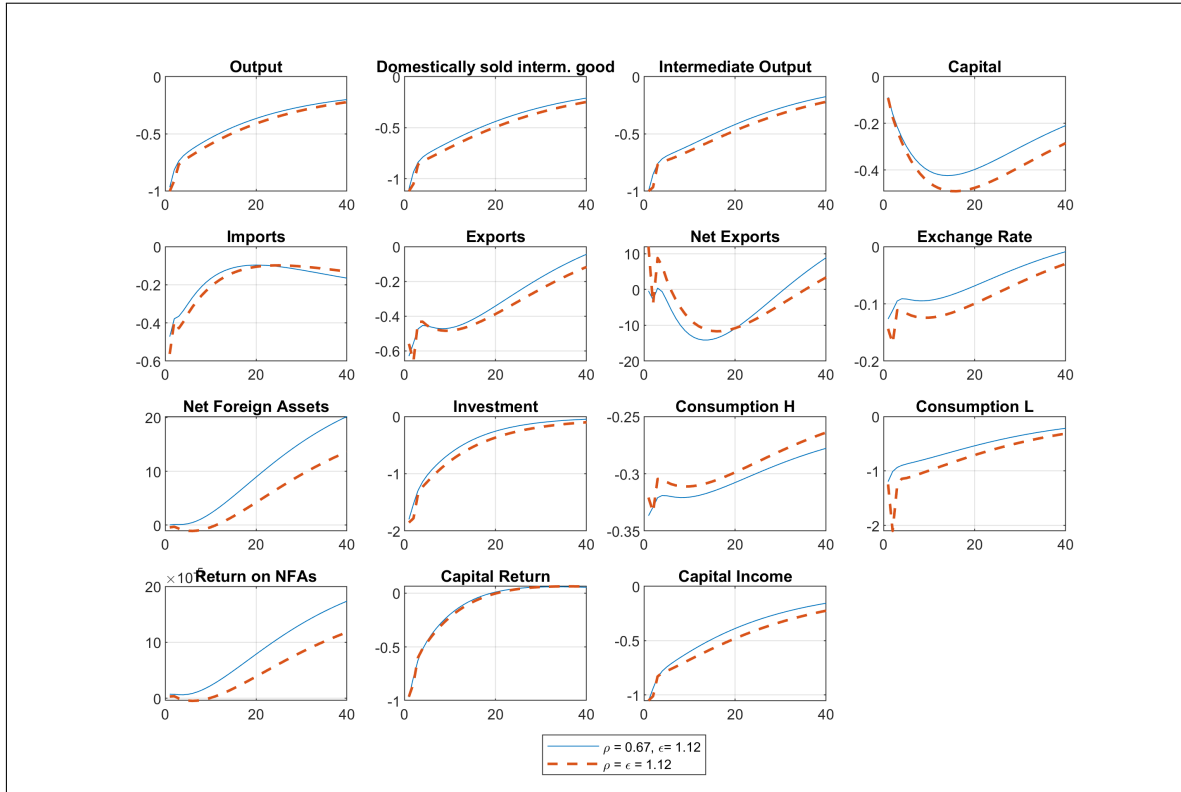 Output
Domestically sold interm. good
Intermediate Output
Capital
0
-0.5
-1
0 20 40
0
-0.5
-1
0 20 40
0
-0.5
-1
0 20 40
0
-0.2
-0.4
0 20 40
Imports
Exports
Net Exports
Exchange Rate
0
-0.2
-0.4
-0.6
0 20 40
0
-0.2
-0.4
-0.6
0 20 40
10
0
-10
-20
0 20 40
0
-0.1
-0.2
0 20 40
Net Foreign Assets
Investment
Consumption H
Consumption L
20
10
0
0 20 40
0
-1
-2
0 20 40
-0.25
-0.3
-0.35
0 20 40
0
-1
-2
0 20 40
×10
Return on NFAs
Capital Return
Capital Income
20
10
0
0 20 40
0
-0.5
-1
0 20 40
0
-0.5
-1
0 20 40
ρ = 0.67, ϵ= 1.12
ρ = ϵ = 1.12